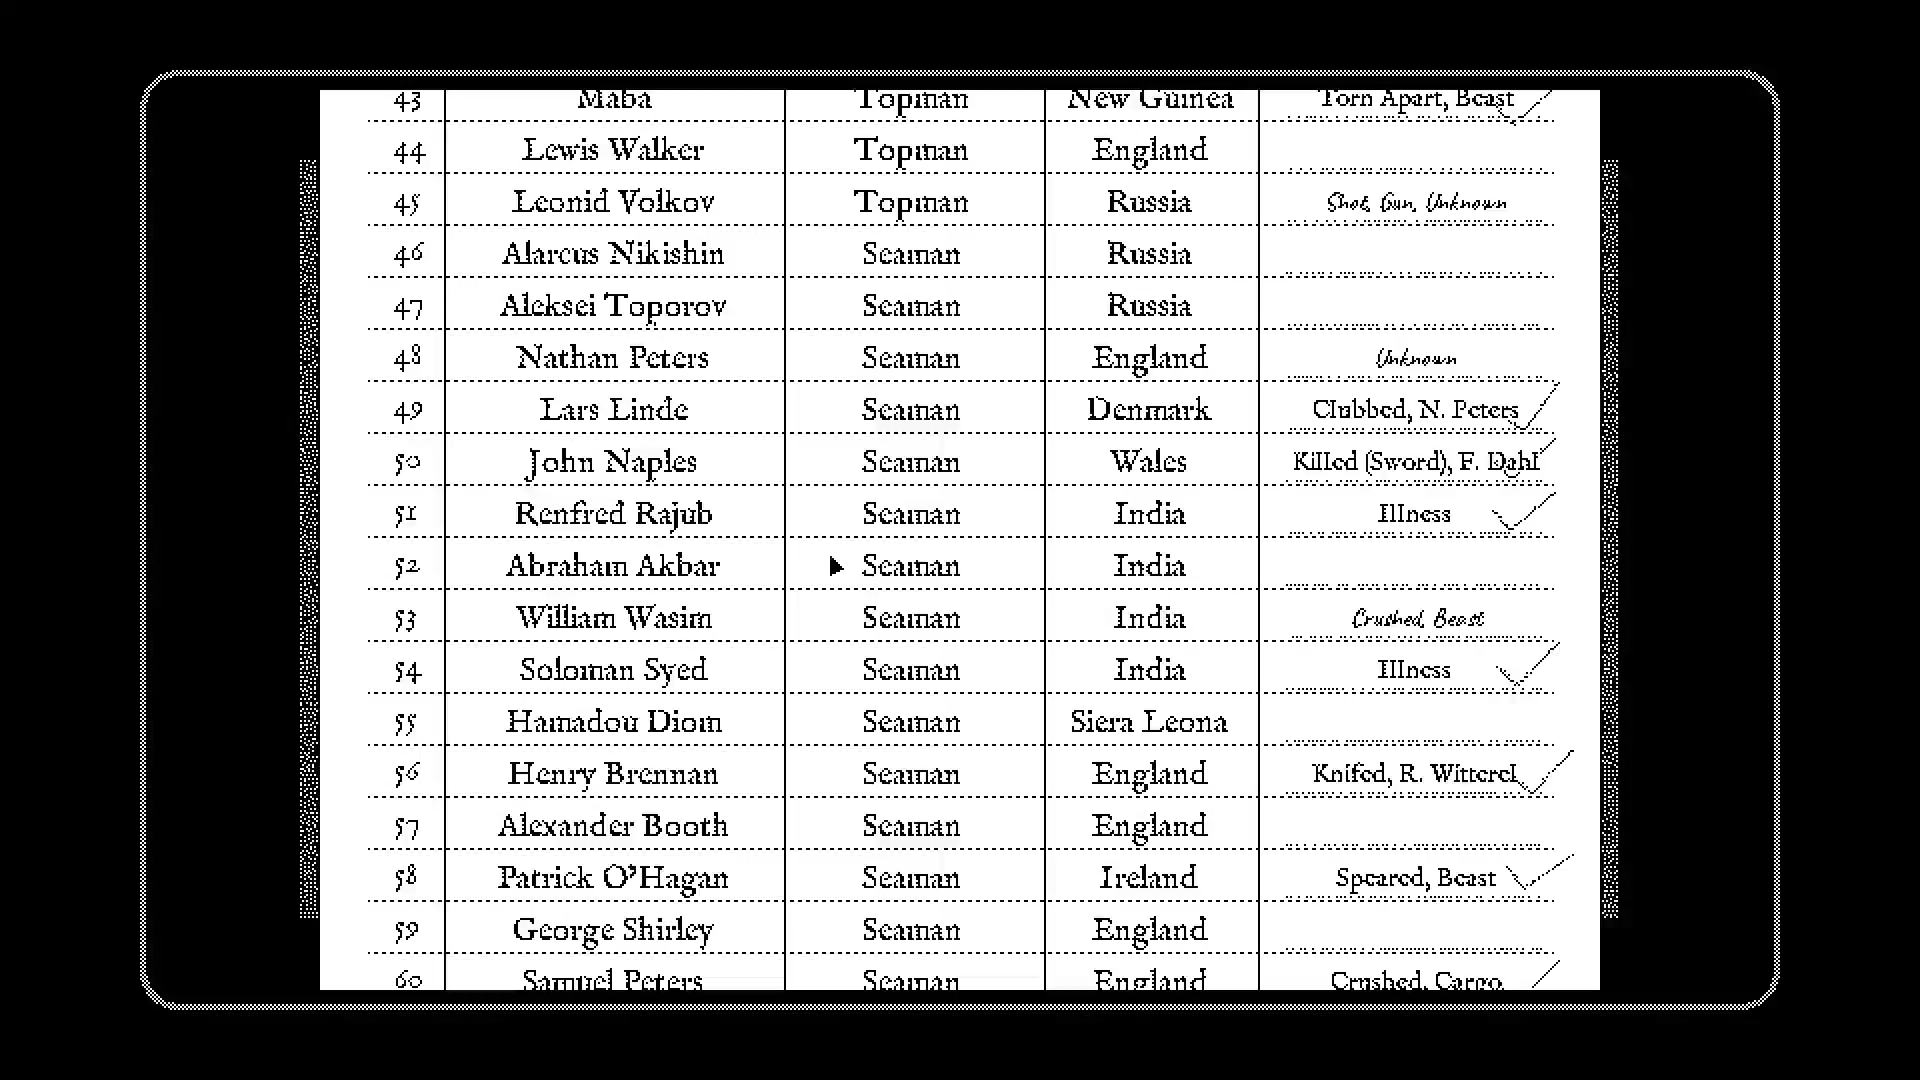 43 Maba Topman New Guinea Torn Apart, Beast
44 Lewis Walker Topman England
45 Leonid Volkov Topman Russia Shot, Gun, Unknown
46 Alarcus Nikishin Seaman Russia
47 Aleksei Toporov Seaman Russia
48 Nathan Peters Seaman England Unknown
49 Lars Linde Seaman Denmark Clubbed, N. Peters
50 John Naples Seaman Wales Killed (Sword), F. Dahl
51 Renfred Rajub Seaman India Illness
52 Abraham Akbar Seaman India
53 William Wasim Seaman India Crushed, Beast
54 Soloman Syed Seaman India Illness
55 Hamadou Diom Seaman Siera Leona
56 Henry Brennan Seaman England Knifed, R. Witterel
57 Alexander Booth Seaman England
58 Patrick O'Hagan Seaman Ireland Speared, Beast
59 George Shirley Seaman England
60 Samuel Peters Seaman England Crushed, Cargo